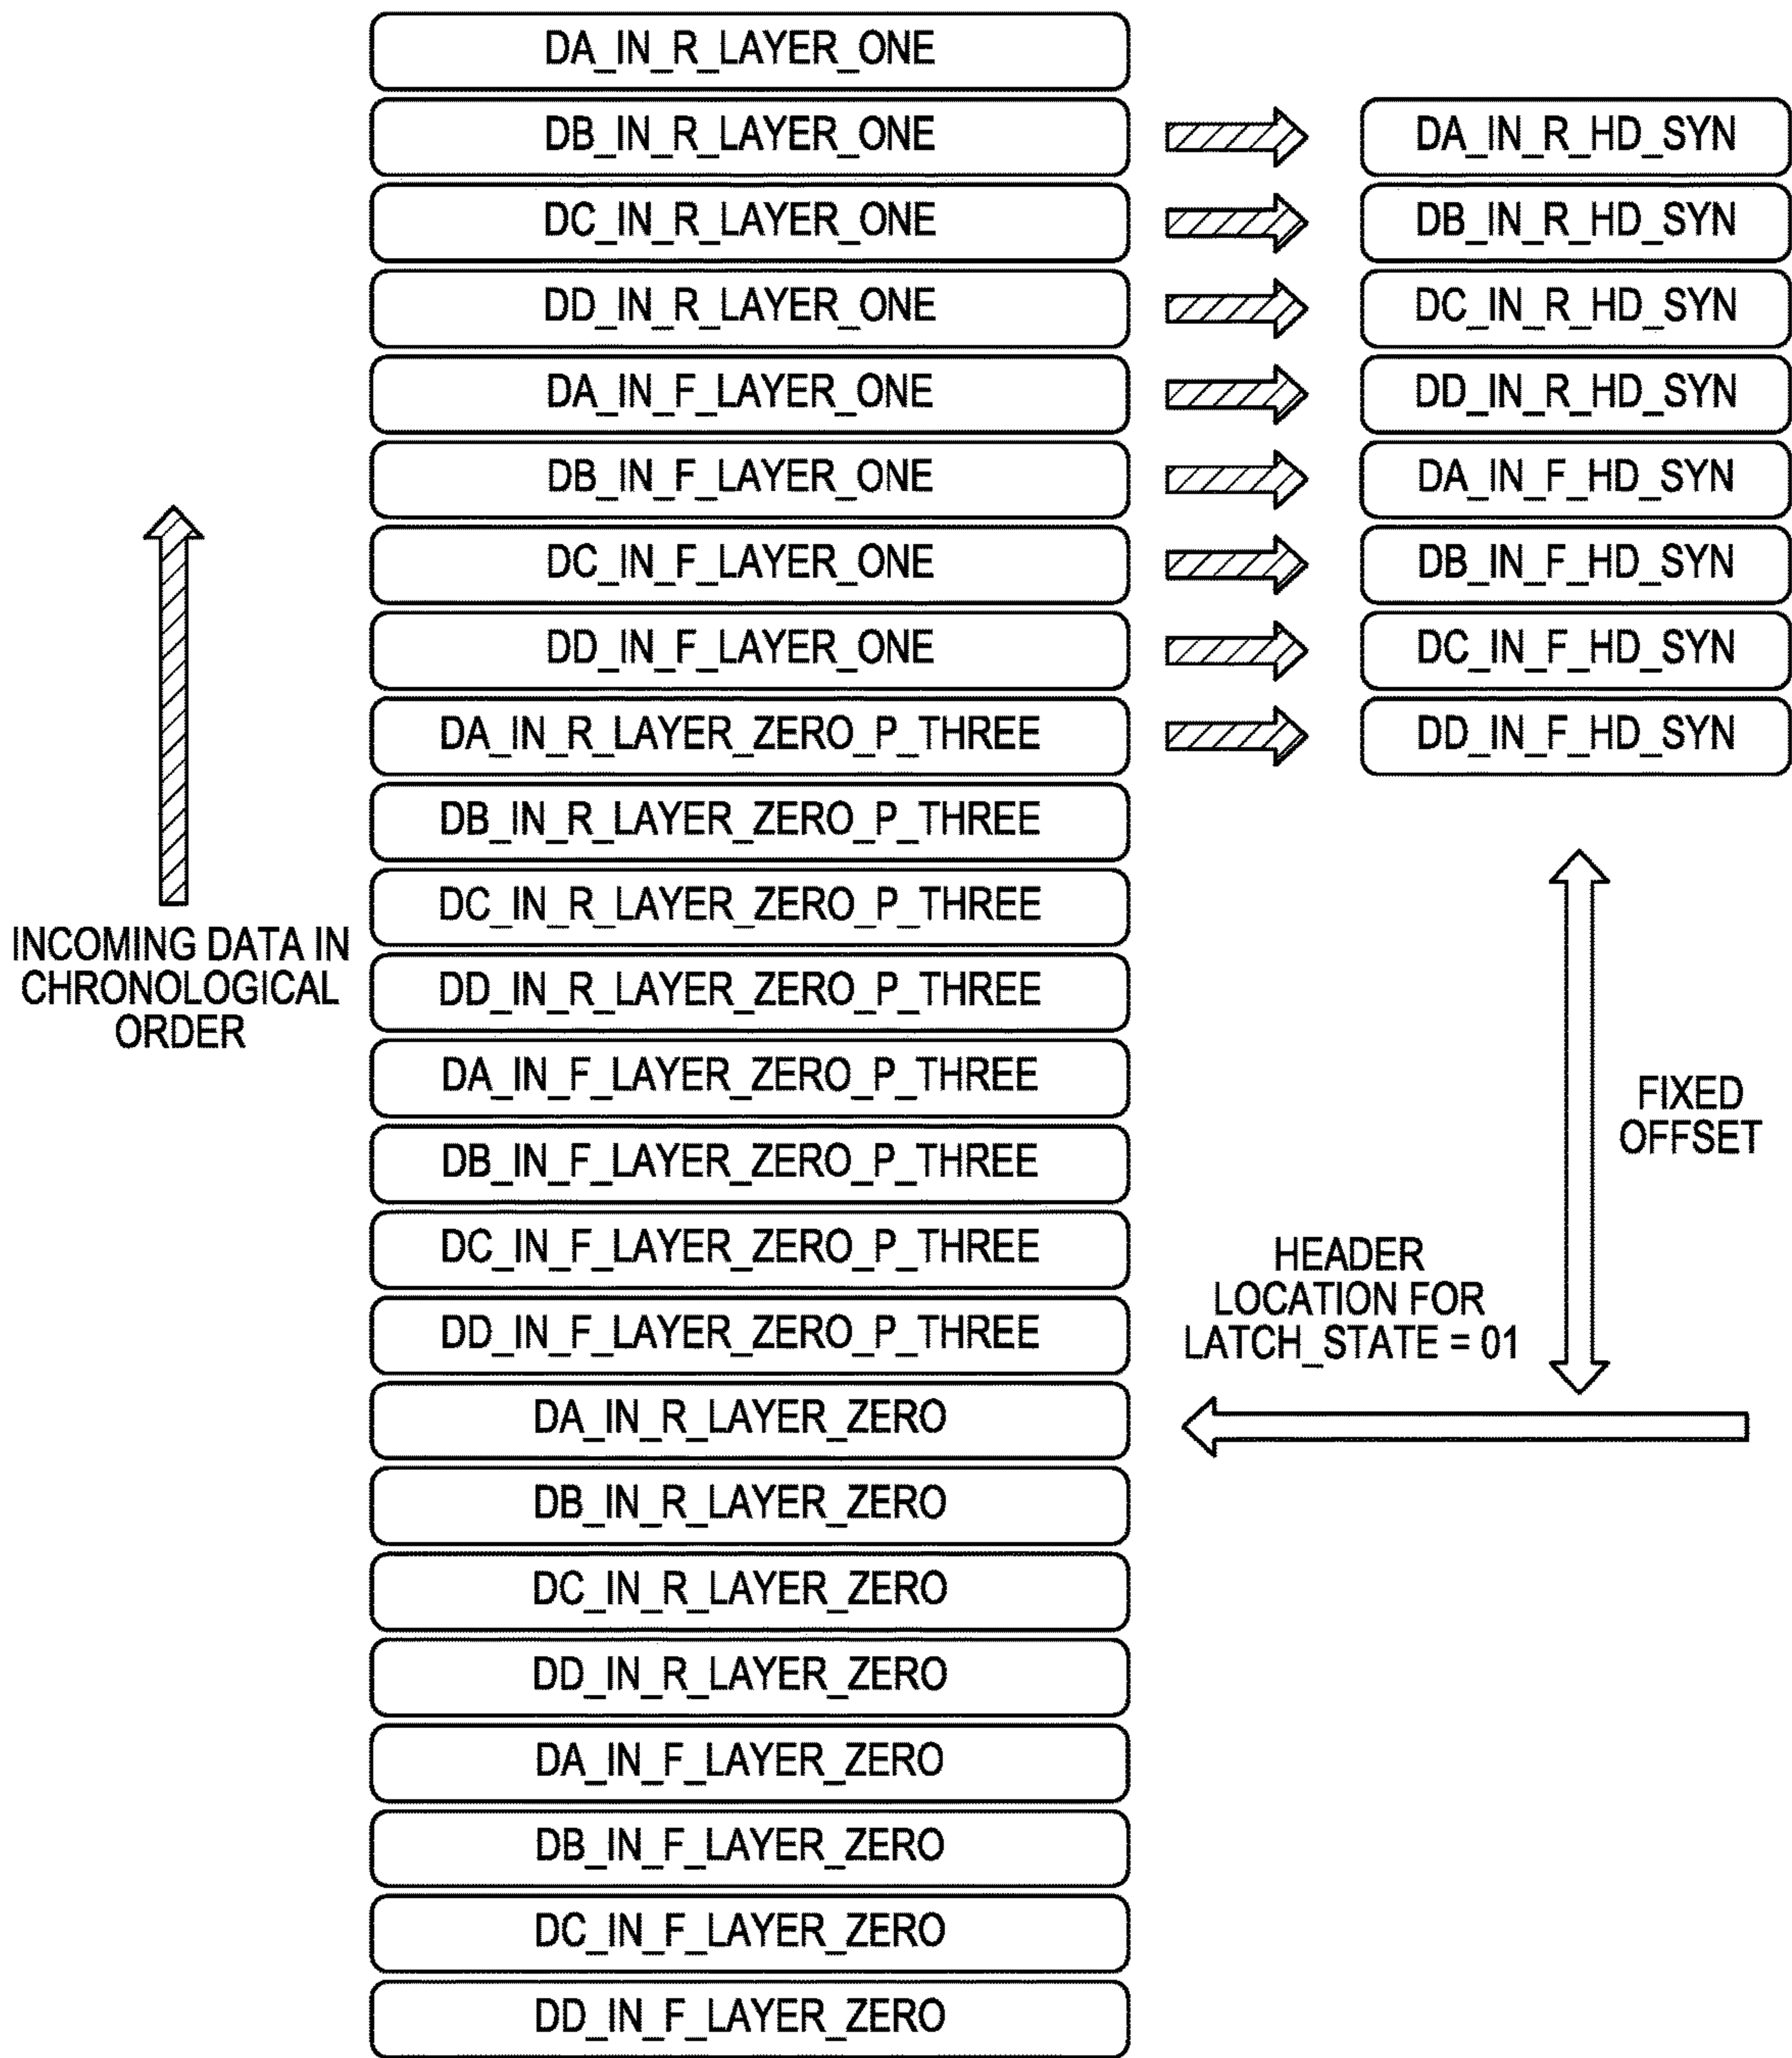 DA_IN_R_LAYER_ONE
DB_IN_R_LAYER_ONE
DA_IN_R_HD_SYN
DC_IN_R_LAYER_ONE
DB_IN_R_HD_SYN
DD_IN_R_LAYER_ONE
DC_IN_R_HD_SYN
DA_IN_F_LAYER_ONE
DD_IN_R_HD_SYN
DB_IN_F_LAYER_ONE
DA_IN_F_HD_SYN
DC_IN_F_LAYER_ONE
DB_IN_F_HD_SYN
DD_IN_F_LAYER_ONE
DC_IN_F_HD_SYN
DA_IN_R_LAYER_ZERO_P_THREE
DD_IN_F_HD_SYN
DB_IN_R_LAYER_ZERO_P_THREE
DC_IN_R_LAYER_ZERO_P_THREE
INCOMING DATA IN
CHRONOLOGICAL
ORDER
DD_IN_R_LAYER_ZERO_P_THREE
DA_IN_F_LAYER_ZERO_P_THREE
FIXED
OFFSET
DB_IN_F_LAYER_ZERO_P_THREE
DC_IN_F_LAYER_ZERO_P_THREE
HEADER
LOCATION FOR
LATCH_STATE = 01
DD_IN_F_LAYER_ZERO_P_THREE
DA_IN_R_LAYER_ZERO
DB_IN_R_LAYER_ZERO
DC_IN_R_LAYER_ZERO
DD_IN_R_LAYER_ZERO
DA_IN_F_LAYER_ZERO
DB_IN_F_LAYER_ZERO
DC_IN_F_LAYER_ZERO
DD_IN_F_LAYER_ZERO